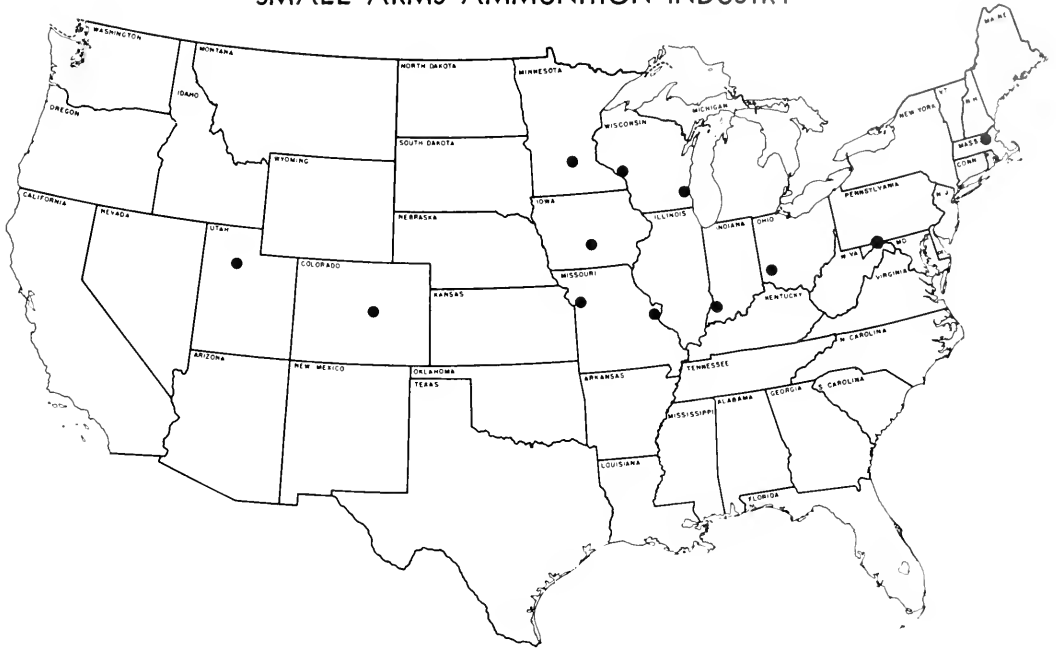 SMALL ARMS AMMUNITION INDUSTRY
WASHINGTON
MONTANA
NORTH DAKOTA
MINNESOTA
MAINE
IDAHO
OREGON
MICHIGAN
WISCONSIN
NEW YORK
VT
N H
MASS
CONN
SOUTH DAKOTA
WYOMING
CALIFORNIA
NEVADA
UTAH
NEBRASKA
IOWA
ILLINOIS
INDIANA
OHIO
PENNSYLVANIA
N J
MD
W VA
VIRGINIA
COLORADO
KANSAS
MISSOURI
KENTUCKY
N CAROLINA
ARIZONA
NEW MEXICO
OKLAHOMA
TEXAS
ARKANSAS
TENNESSEE
S CAROLINA
MISSISSIPPI
ALABAMA
GEORGIA
LOUISIANA
FLORIDA